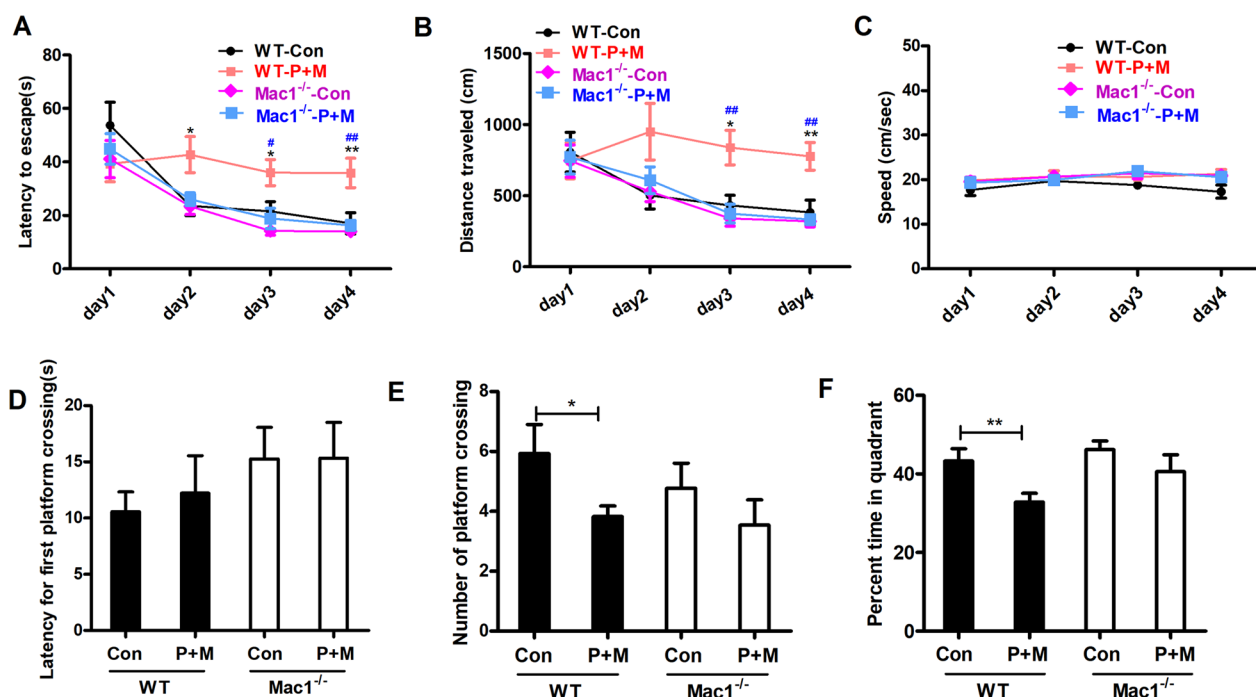 A
WT-Con
WT-P+M
Mac1-/--Con
Mac1-/--P+M
Latency to escape(s)
80
60
40
20
0
*
#
*
##
**
day1 day2 day3 day4
B
WT-Con
WT-P+M
Mac1-/--Con
Mac1-/--P+M
Distance traveled (cm)
1500
1000
500
0
##
*
##
**
day1 day2 day3 day4
C
WT-Con
WT-P+M
Mac1-/--Con
Mac1-/--P+M
Speed (cm/sec)
50
40
30
20
10
0
day1 day2 day3 day4
D
Latency for first platform crossing(s)
20
15
10
5
0
Con P+M Con P+M
WT Mac1-/-
E
Number of platform crossing
8
6
4
2
0
*
Con P+M Con P+M
WT Mac1-/-
F
Percent time in quadrant
60
40
20
0
**
Con P+M Con P+M
WT Mac1-/-